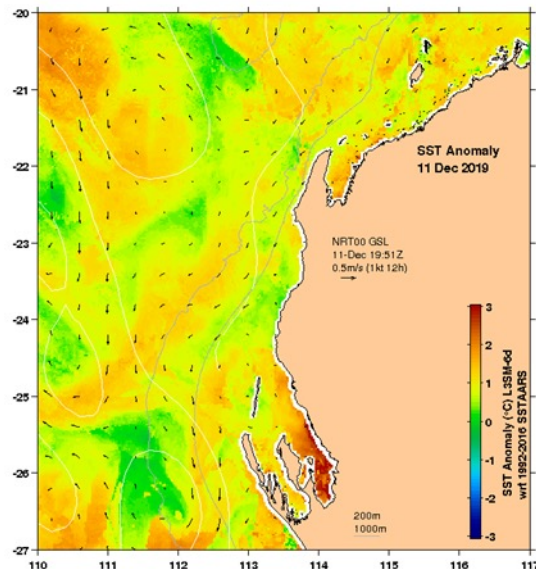 -20
-21
-22
-23
-24
-25
-26
-27
110
111
112
113
114
115
116
117
SST Anomaly
11 Dec 2019
NRT00 GSL
11-Dec 19:51Z
0.5m/s (1kt 12h)
3
2
1
0
-1
-2
-3
SST Anomaly (°C) L3SM-6d
wrt 1992-2016 SSTAARS
200m
1000m